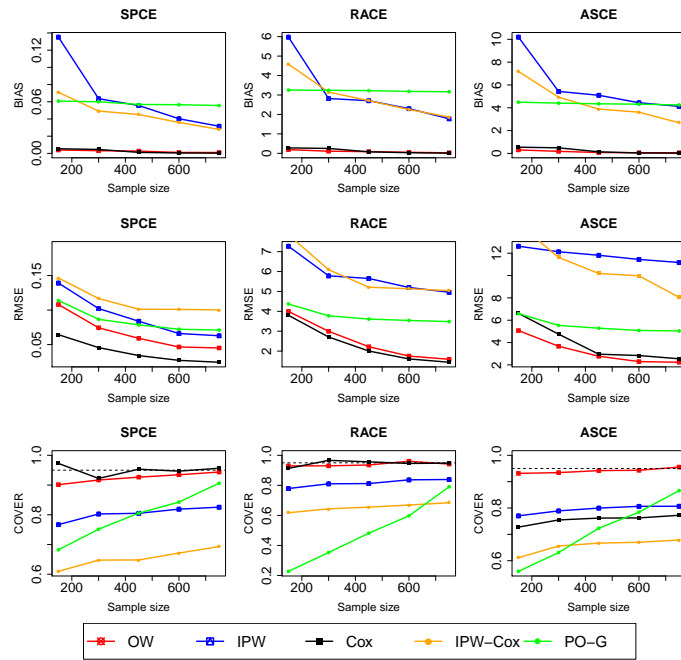 SPCE
BIAS
0.00
0.06
0.12
200
400
600
Sample size
RACE
BIAS
0
1
2
3
4
5
6
200
400
600
Sample size
ASCE
BIAS
0
2
4
6
8
10
200
400
600
Sample size
SPCE
RMSE
0.05
0.15
200
400
600
Sample size
RACE
RMSE
2
3
4
5
6
7
200
400
600
Sample size
ASCE
RMSE
2
4
6
8
12
200
400
600
Sample size
SPCE
COVER
0.6
0.8
1.0
200
400
600
Sample size
RACE
COVER
0.2
0.4
0.6
0.8
1.0
200
400
600
Sample size
ASCE
COVER
0.6
0.8
1.0
200
400
600
Sample size
OW IPW Cox IPW-Cox PO-G